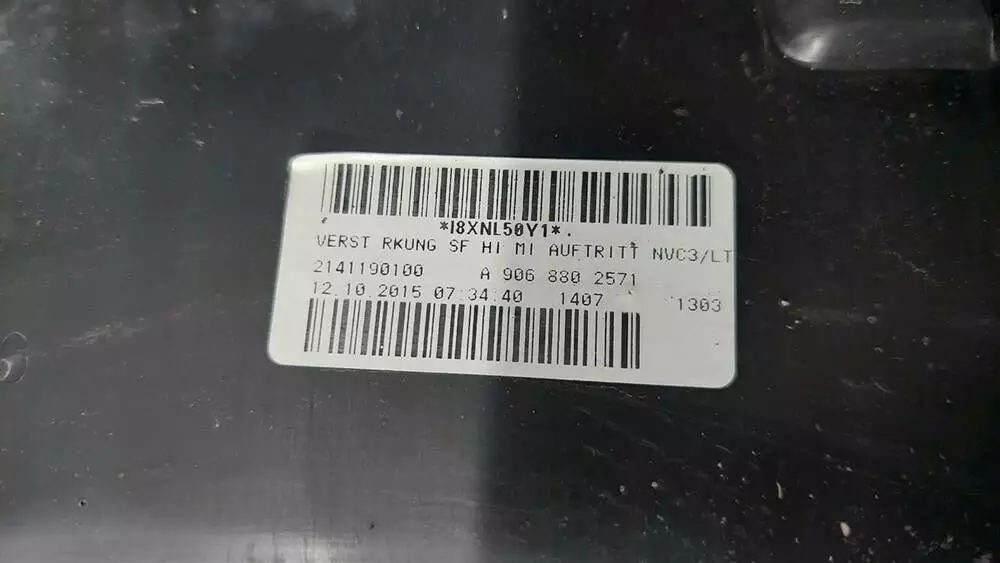 *I8XNL50Y1*.
VERST RKUNG SF HI MI AUFTRITT NVC3/LT
2141190100 A 906 880 2571
12.10.2015 07:34:40 1407 1303